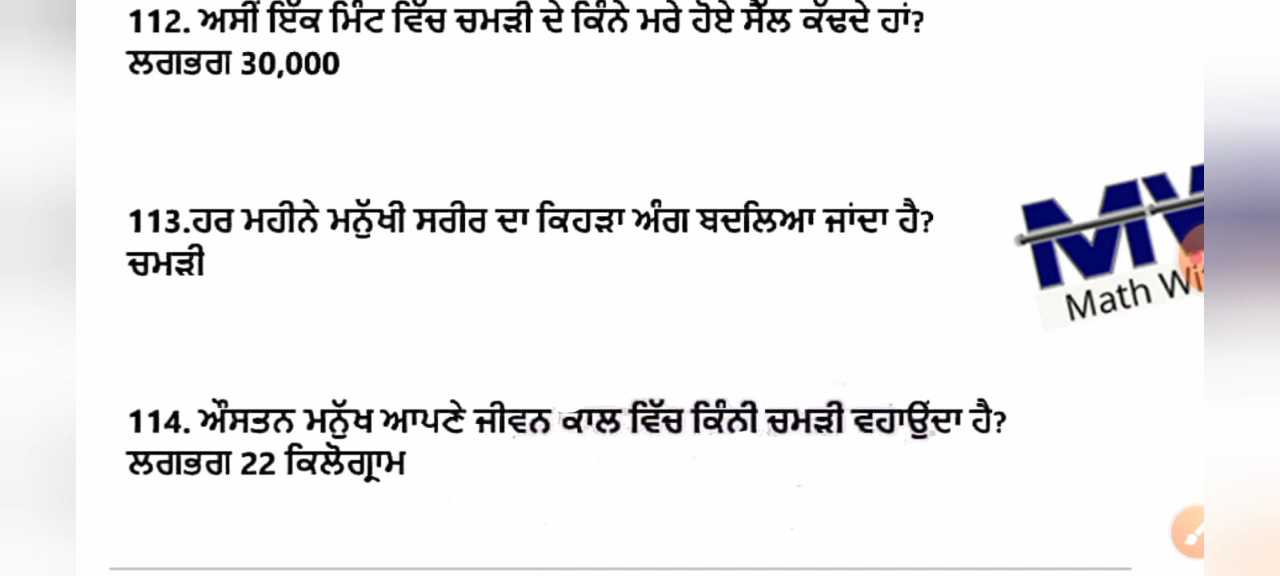 112. ਅਸੀਂ ਇੱਕ ਮਿੰਟ ਵਿੱਚ ਚਮੜੀ ਦੇ ਕਿੰਨੇ ਮਰੇ ਹੋਏ ਸੈੱਲ ਕੱਢਦੇ ਹਾਂ?
ਲਗਭਗ 30,000
113.ਹਰ ਮਹੀਨੇ ਮਨੁੱਖੀ ਸਰੀਰ ਦਾ ਕਿਹੜਾ ਅੰਗ ਬਦਲਿਆ ਜਾਂਦਾ ਹੈ?
ਚਮੜੀ
Math
114. ਔਸਤਨ ਮਨੁੱਖ ਆਪਣੇ ਜੀਵਨ ਕਾਲ ਵਿੱਚ ਕਿੰਨੀ ਚਮੜੀ ਵਹਾਉਂਦਾ ਹੈ?
ਲਗਭਗ 22 ਕਿਲੋਗ੍ਰਾਮ